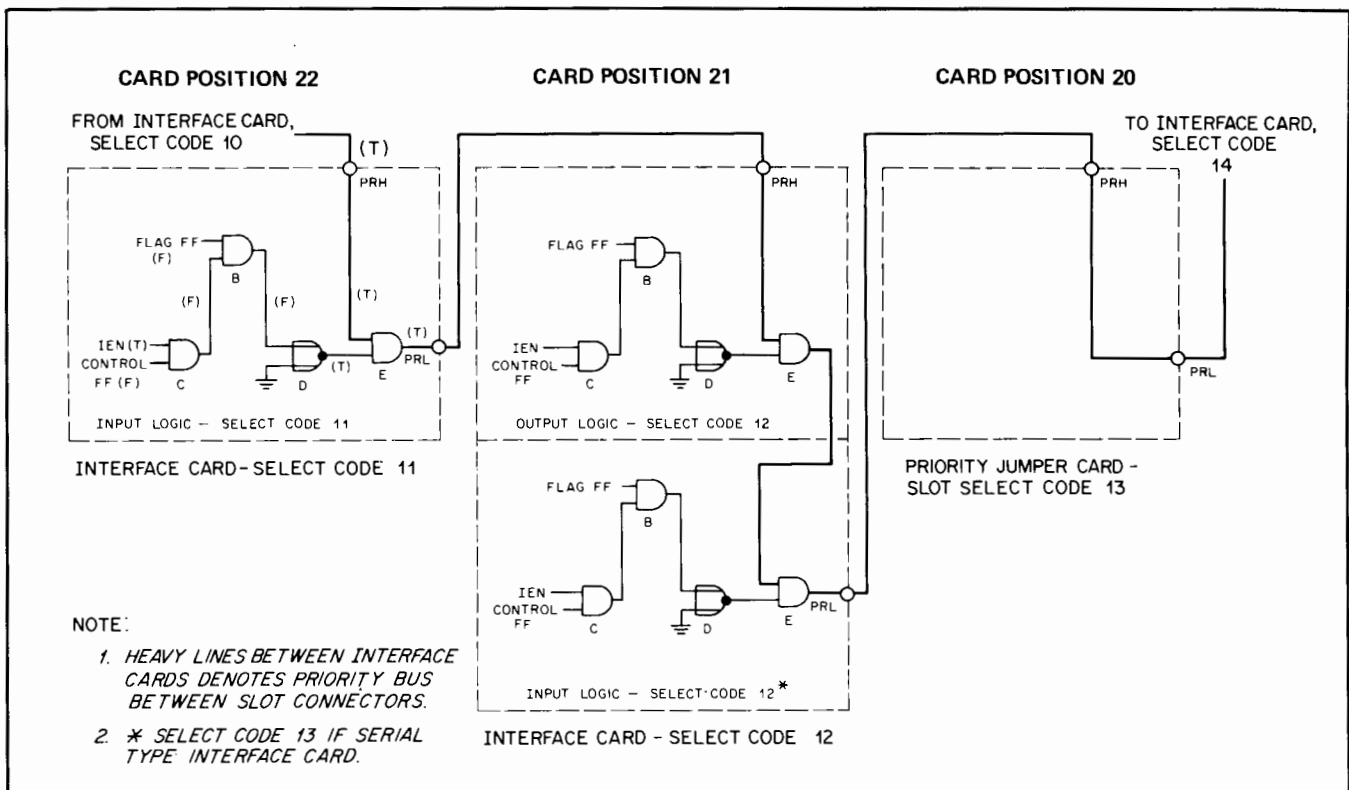 CARD POSITION 22
CARD POSITION 21
CARD POSITION 20
FROM INTERFACE CARD,
SELECT CODE 10
(T)
PRH
FLAG FF
(F)
B
(F)
(F)
(T)
IEN (T)
CONTROL
FF (F)
C
D
(T)
E
(T)
PRL
INPUT LOGIC – SELECT CODE 11
INTERFACE CARD – SELECT CODE 11
PRH
FLAG FF
B
IEN
CONTROL
FF
C
D
E
OUTPUT LOGIC – SELECT CODE 12
FLAG FF
B
IEN
CONTROL
FF
C
D
E
PRL
INPUT LOGIC – SELECT CODE 12*
INTERFACE CARD – SELECT CODE 12
TO INTERFACE CARD,
SELECT CODE
14
PRH
PRL
PRIORITY JUMPER CARD –
SLOT SELECT CODE 13
NOTE:
1. HEAVY LINES BETWEEN INTERFACE
CARDS DENOTES PRIORITY BUS
BETWEEN SLOT CONNECTORS.
2. * SELECT CODE 13 IF SERIAL
TYPE INTERFACE CARD.